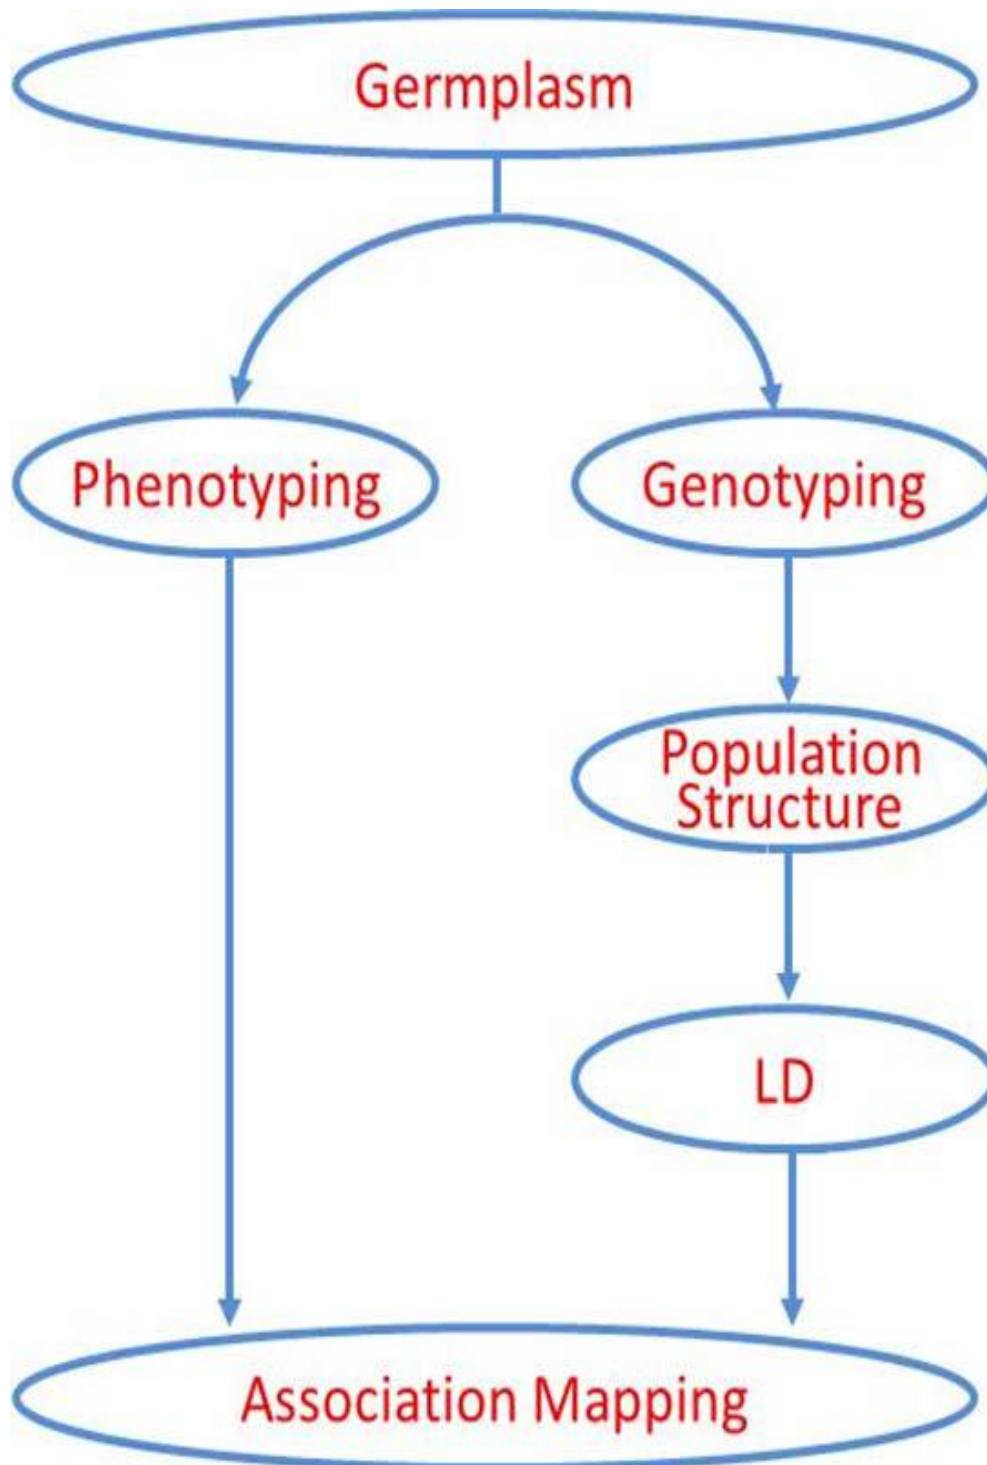 Germplasm
Phenotyping
Genotyping
Population
Structure
LD
Association Mapping